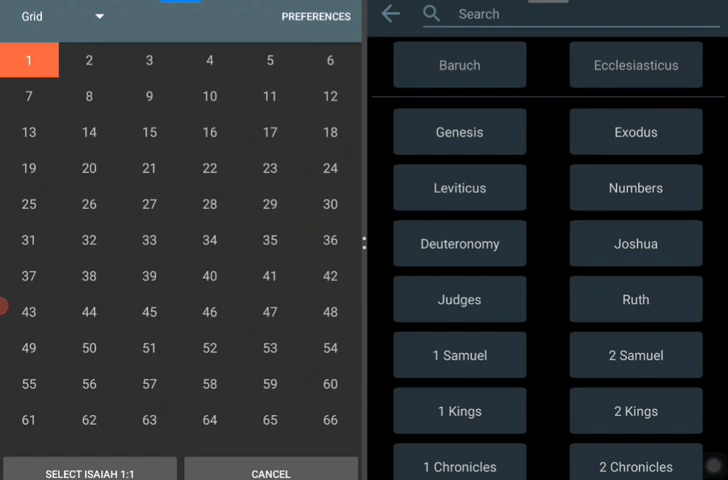 Grid PREFERENCES
1 2 3 4 5 6
7 8 9 10 11 12
13 14 15 16 17 18
19 20 21 22 23 24
25 26 27 28 29 30
31 32 33 34 35 36
37 38 39 40 41 42
43 44 45 46 47 48
49 50 51 52 53 54
55 56 57 58 59 60
61 62 63 64 65 66
SELECT ISAIAH 1:1 CANCEL
Search
Baruch Ecclesiasticus
Genesis Exodus
Leviticus Numbers
Deuteronomy Joshua
Judges Ruth
1 Samuel 2 Samuel
1 Kings 2 Kings
1 Chronicles 2 Chronicles